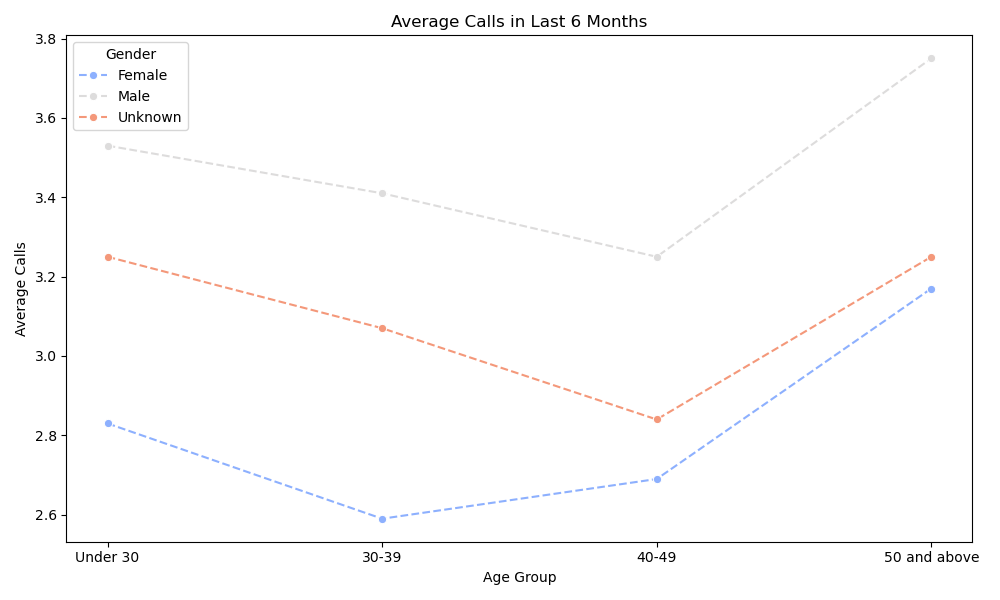 Average Calls in Last 6 Months
Gender
Female
Male
Unknown
3.8
3.6
3.4
3.2
3.0
2.8
2.6
Average Calls
Under 30
30-39
40-49
50 and above
Age Group